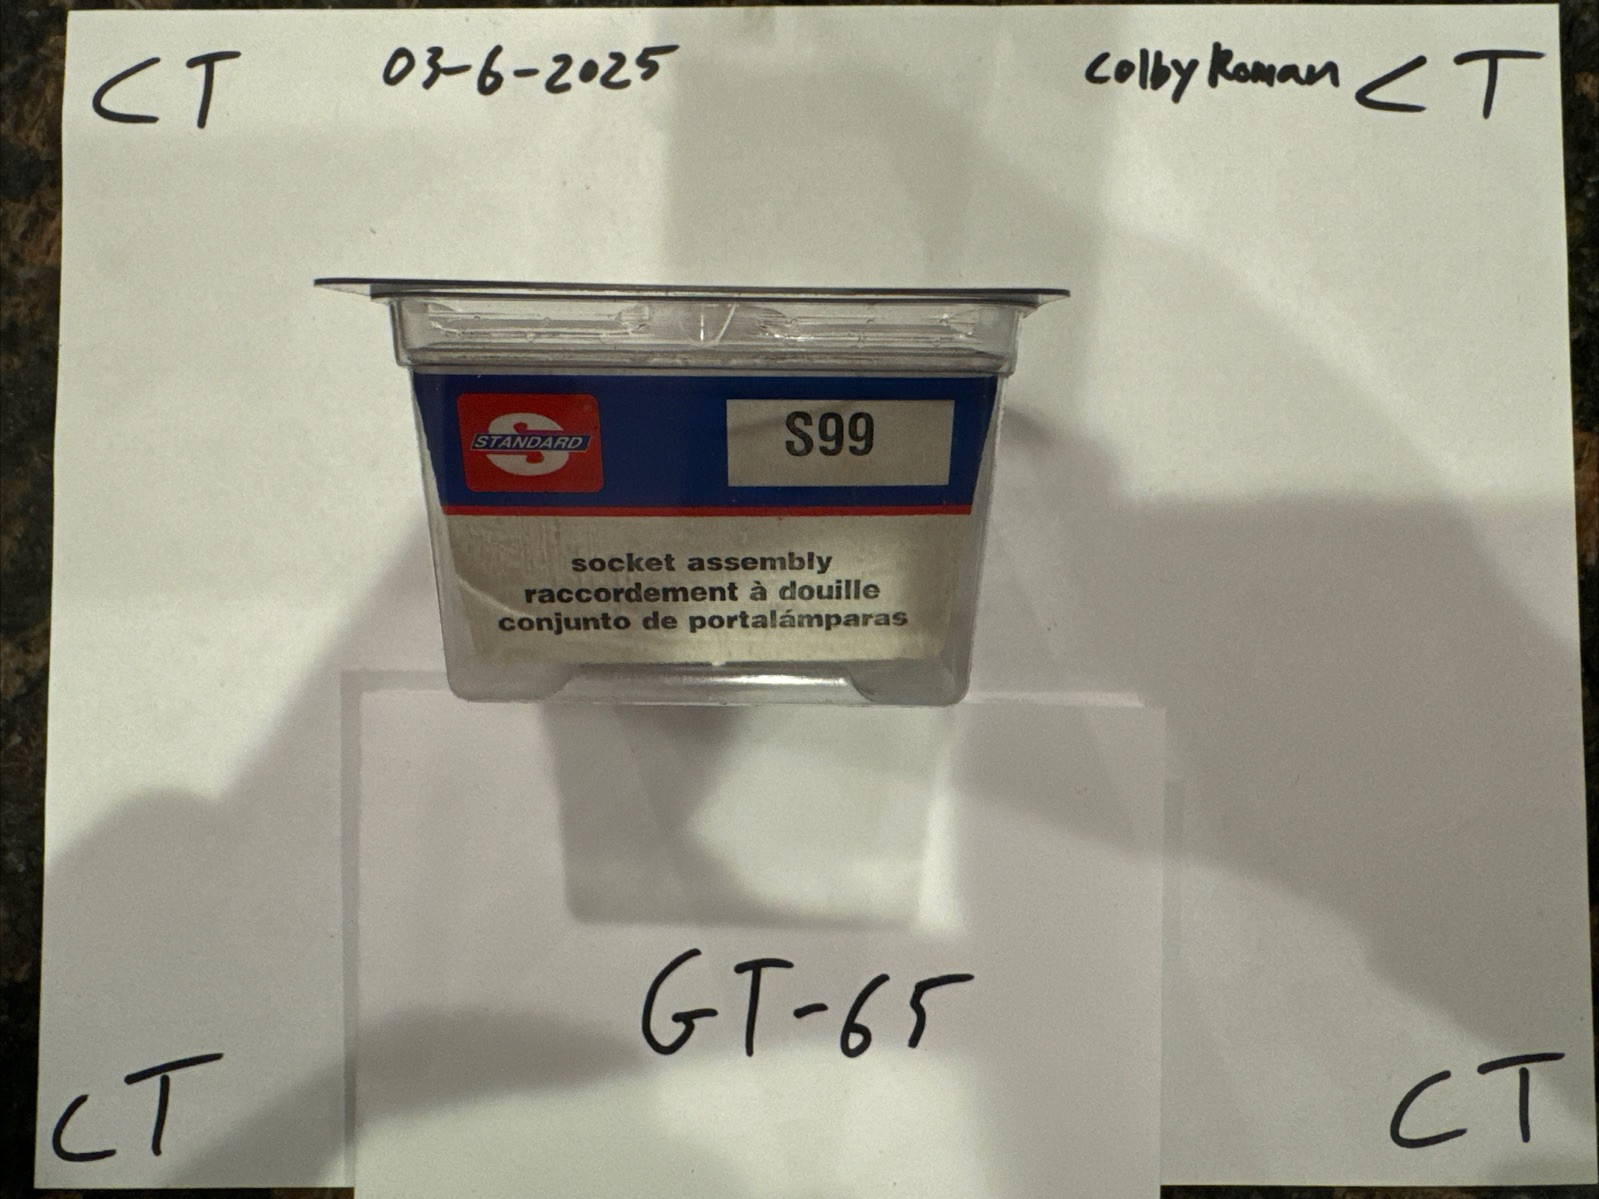 CT 03-6-2025 Colby Roman CT
STANDARD S99
socket assembly
raccordement à douille
conjunto de portalámparas
GT-65
CT CT